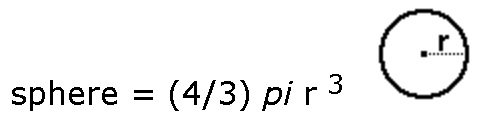 r
sphere = (4/3) pi r 3